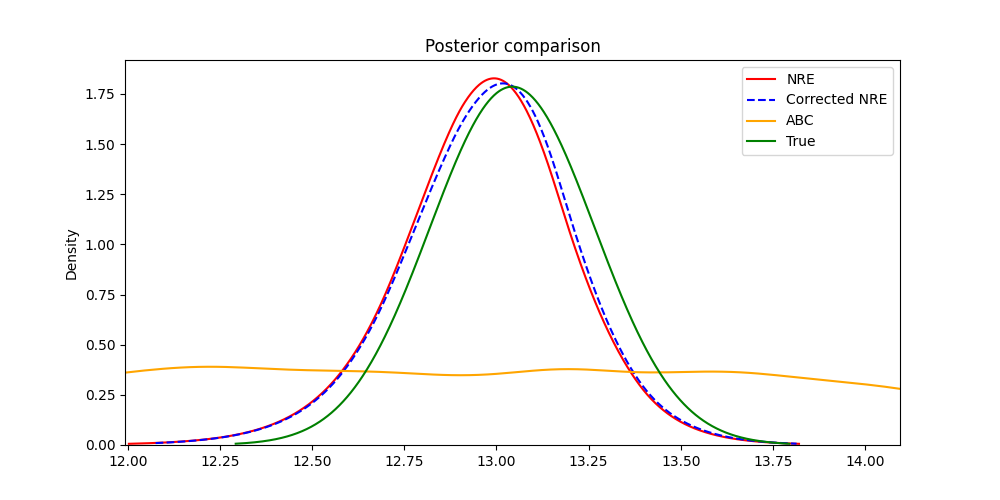 Posterior comparison
NRE
Corrected NRE
ABC
True
Density
1.75
1.50
1.25
1.00
0.75
0.50
0.25
0.00
12.00 12.25 12.50 12.75 13.00 13.25 13.50 13.75 14.00